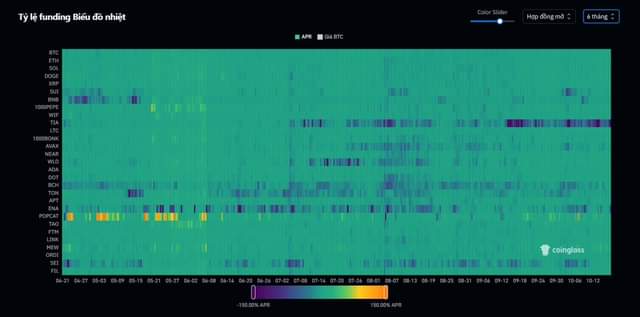 Tỷ lệ funding Biểu đồ nhiệt
Color Slider
Hợp đồng mở
6 tháng
APR
Giá BTC
BTC
ETH
SOL
DOGE
XRP
SUI
BNB
1000PEPE
WIF
TIA
LTC
1000BONK
AVAX
NEAR
WLD
ADA
DOT
BCH
TON
APT
ENA
POPCAT
TAO
FTM
LINK
MEW
ORDI
SEI
FIL
coinglass
06-21 04-27 05-03 05-09 05-15 05-21 05-27 06-02 06-08 06-14 06-20 06-26 07-02 07-08 07-14 07-20 07-26 08-01 08-07 08-13 08-19 08-25 08-31 09-06 09-12 09-18 09-24 09-30 10-06 10-12
-150.00% APR
150.00% APR